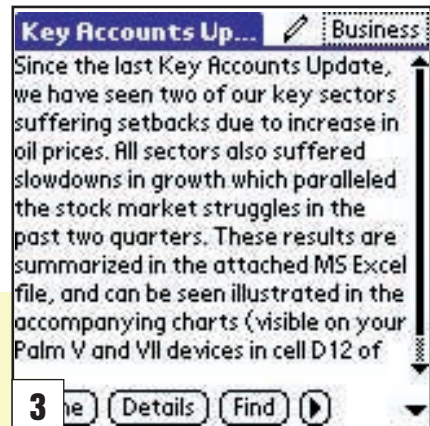 Key Accounts Up... Business
Since the last Key Accounts Update,
we have seen two of our key sectors
suffering setbacks due to increase in
oil prices. All sectors also suffered
slowdowns in growth which paralleled
the stock market struggles in the
past two quarters. These results are
summarized in the attached MS Excel
file, and can be seen illustrated in the
accompanying charts (visible on your
Palm V and VII devices in cell D12 of
3 ne Details Find